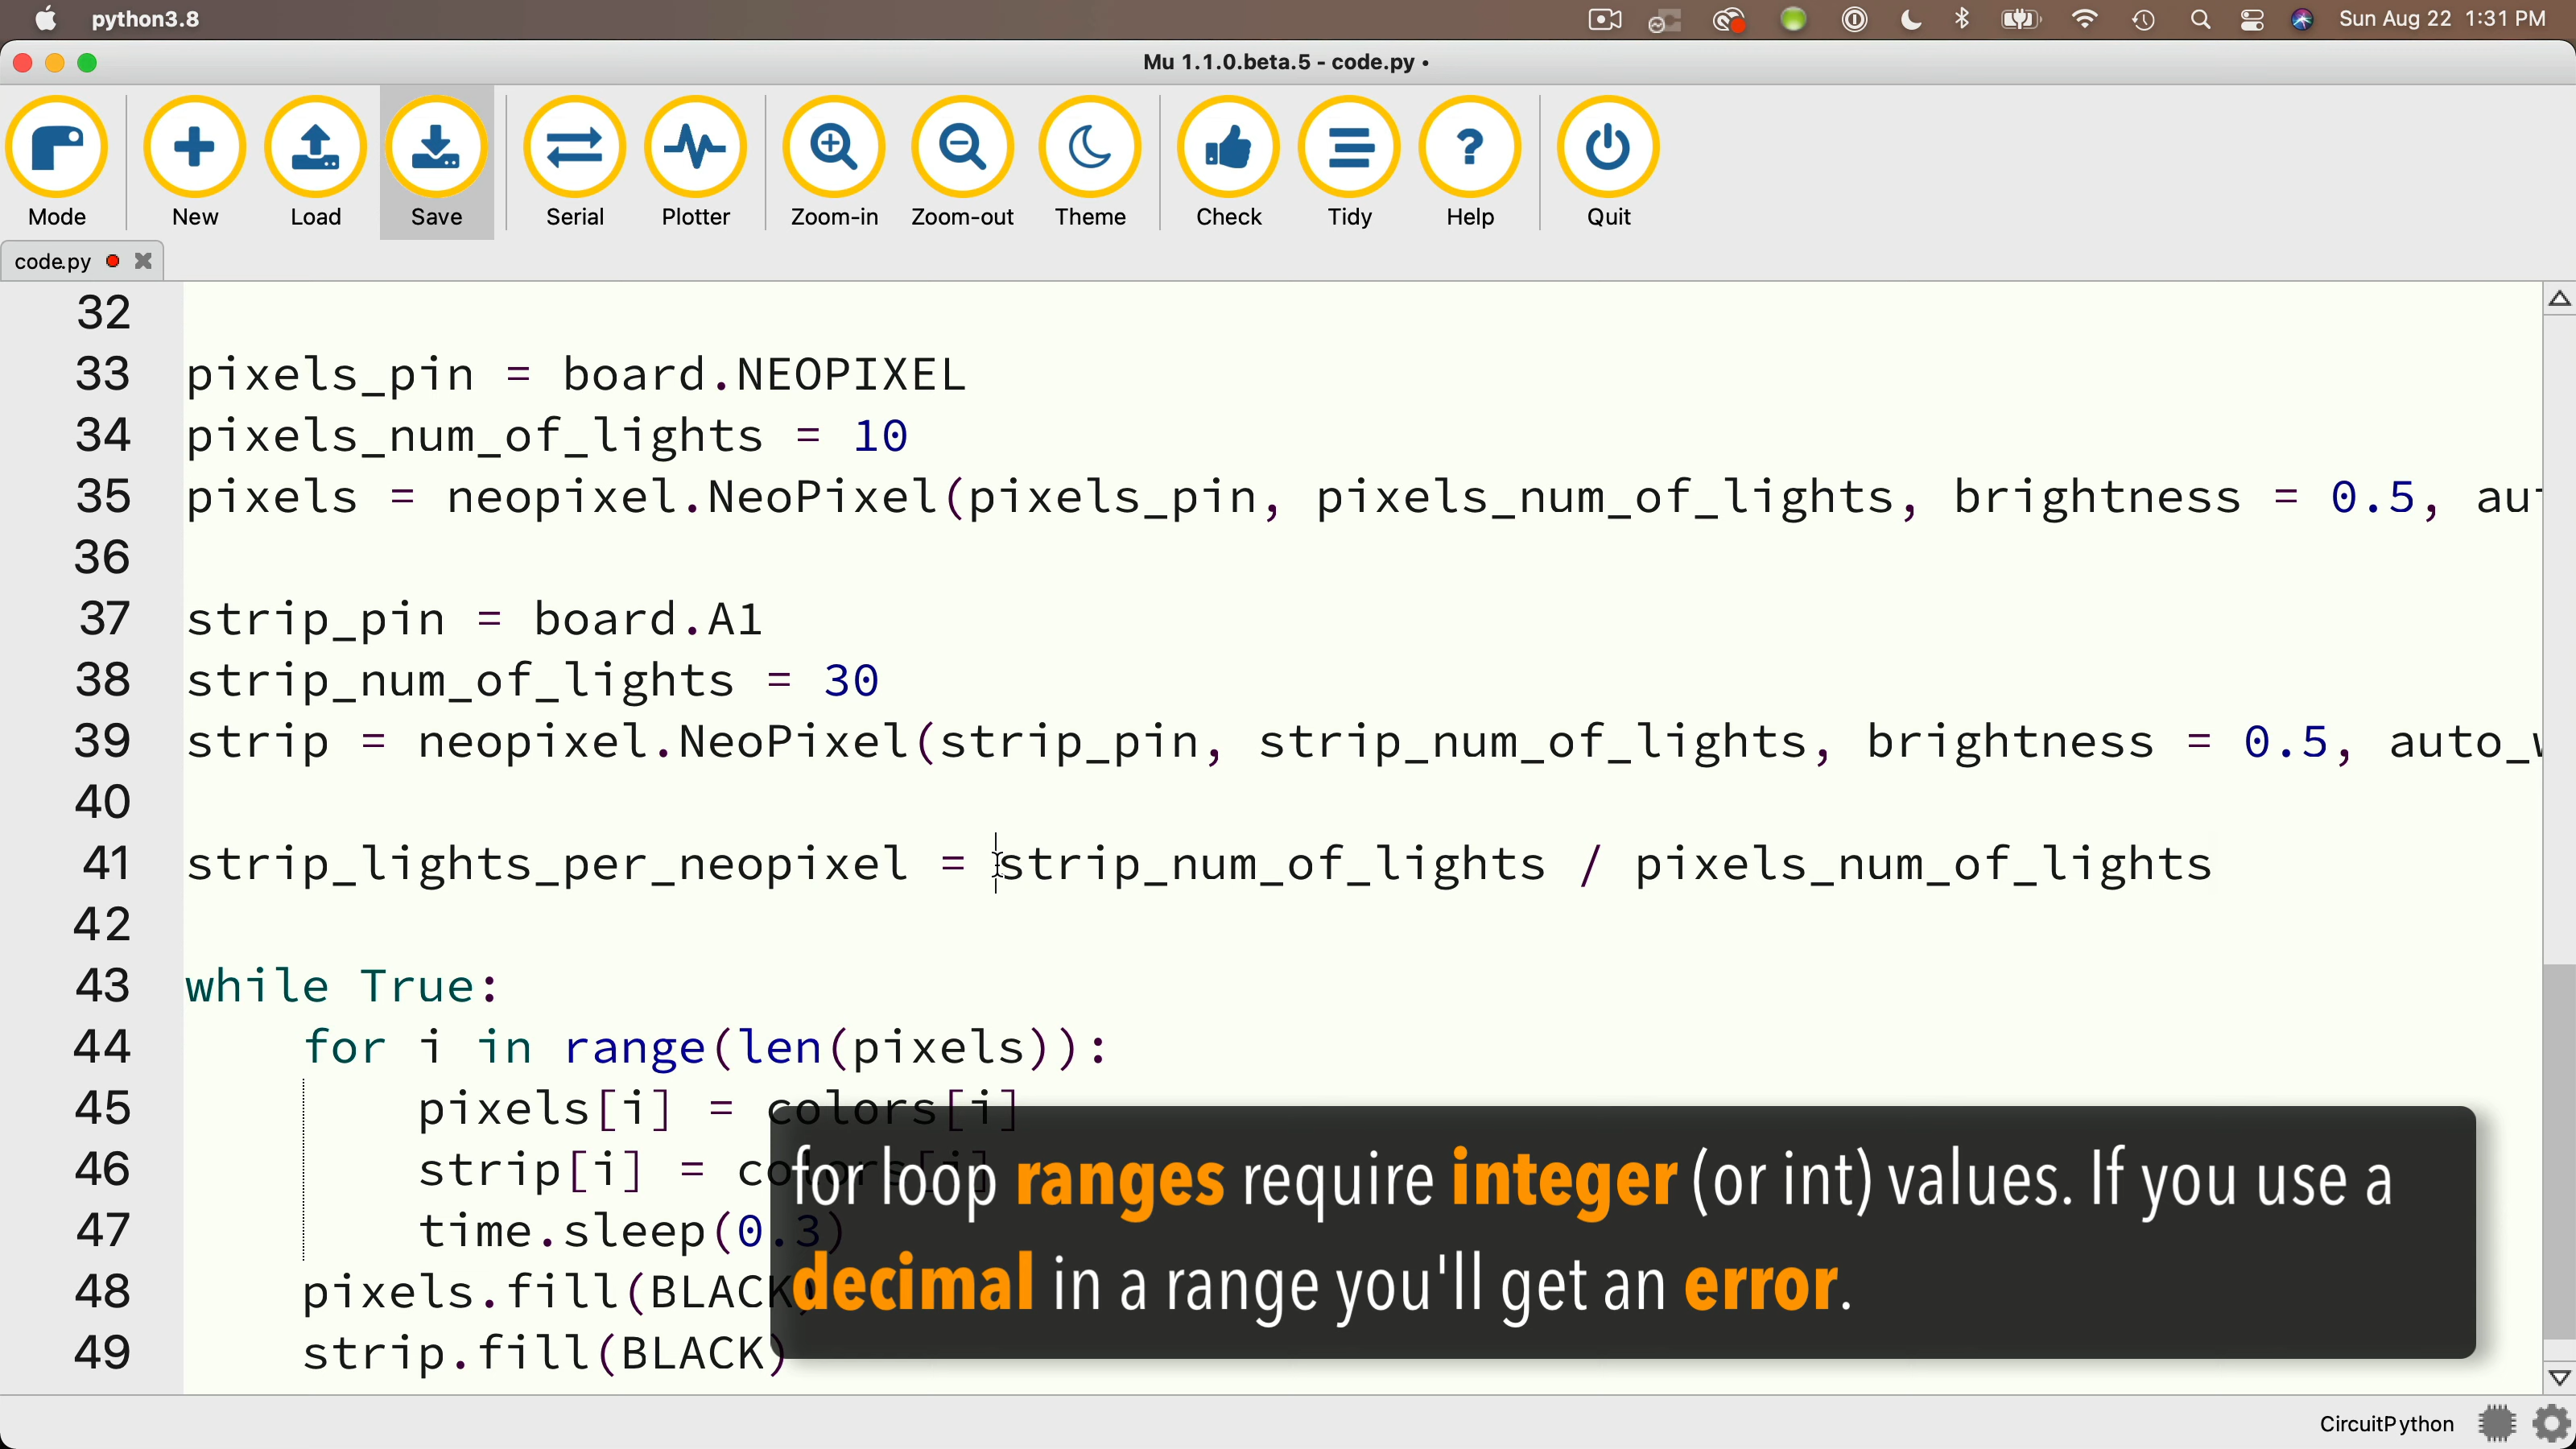 python3.8
Sun Aug 22 1:31 PM
Mu 1.1.0.beta.5 - code.py •
Mode New Load Save Serial Plotter Zoom-in Zoom-out Theme Check Tidy Help Quit
code.py
32
33 pixels_pin = board.NEOPIXEL
34 pixels_num_of_lights = 10
35 pixels = neopixel.NeoPixel(pixels_pin, pixels_num_of_lights, brightness = 0.5, au
36
37 strip_pin = board.A1
38 strip_num_of_lights = 30
39 strip = neopixel.NeoPixel(strip_pin, strip_num_of_lights, brightness = 0.5, auto_
40
41 strip_lights_per_neopixel = strip_num_of_lights / pixels_num_of_lights
42
43 while True:
44 for i in range(len(pixels)):
45 pixels[i] = colors[i]
46 strip[i] = colors[i]
47 time.sleep(0.3)
48 pixels.fill(BLACK)
49 strip.fill(BLACK)
for loop ranges require integer (or int) values. If you use a
decimal in a range you'll get an error.
CircuitPython